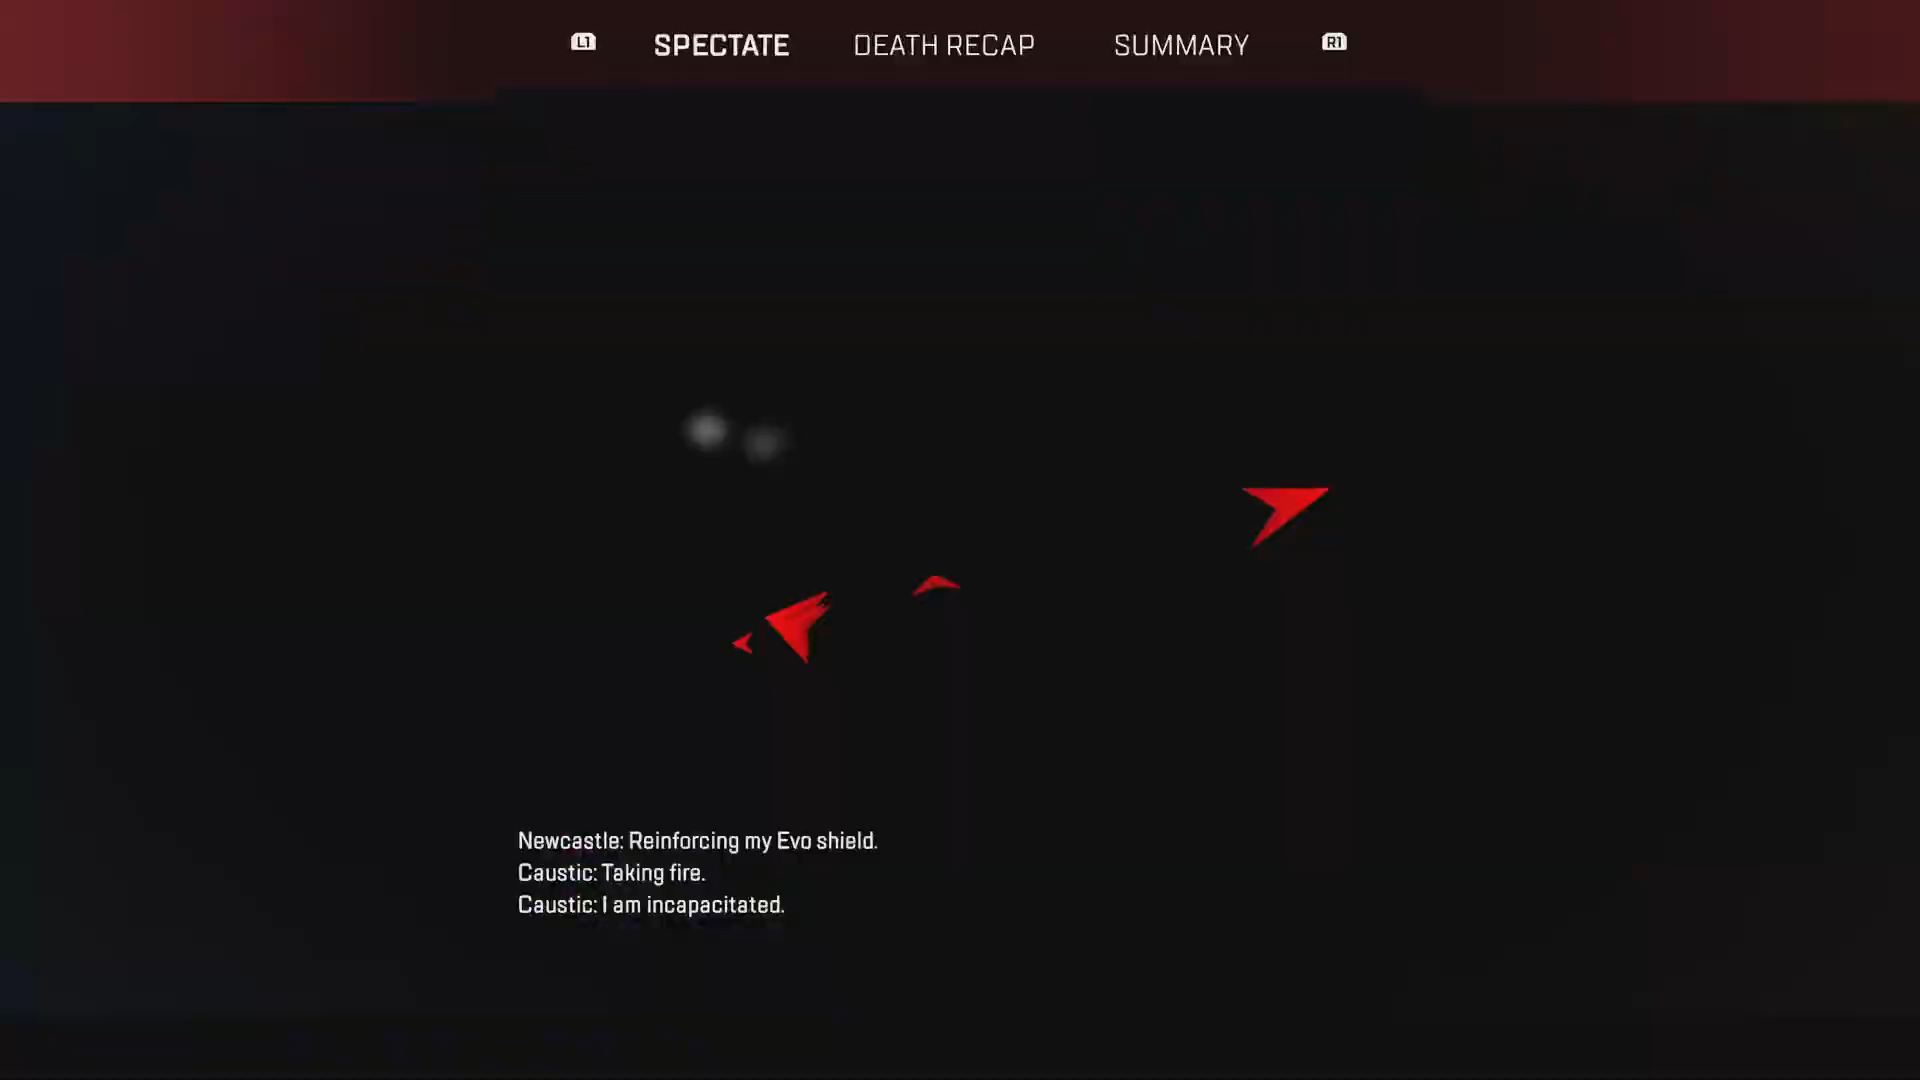 L1 SPECTATE DEATH RECAP SUMMARY R1
Newcastle: Reinforcing my Evo shield.
Caustic: Taking fire.
Caustic: I am incapacitated.